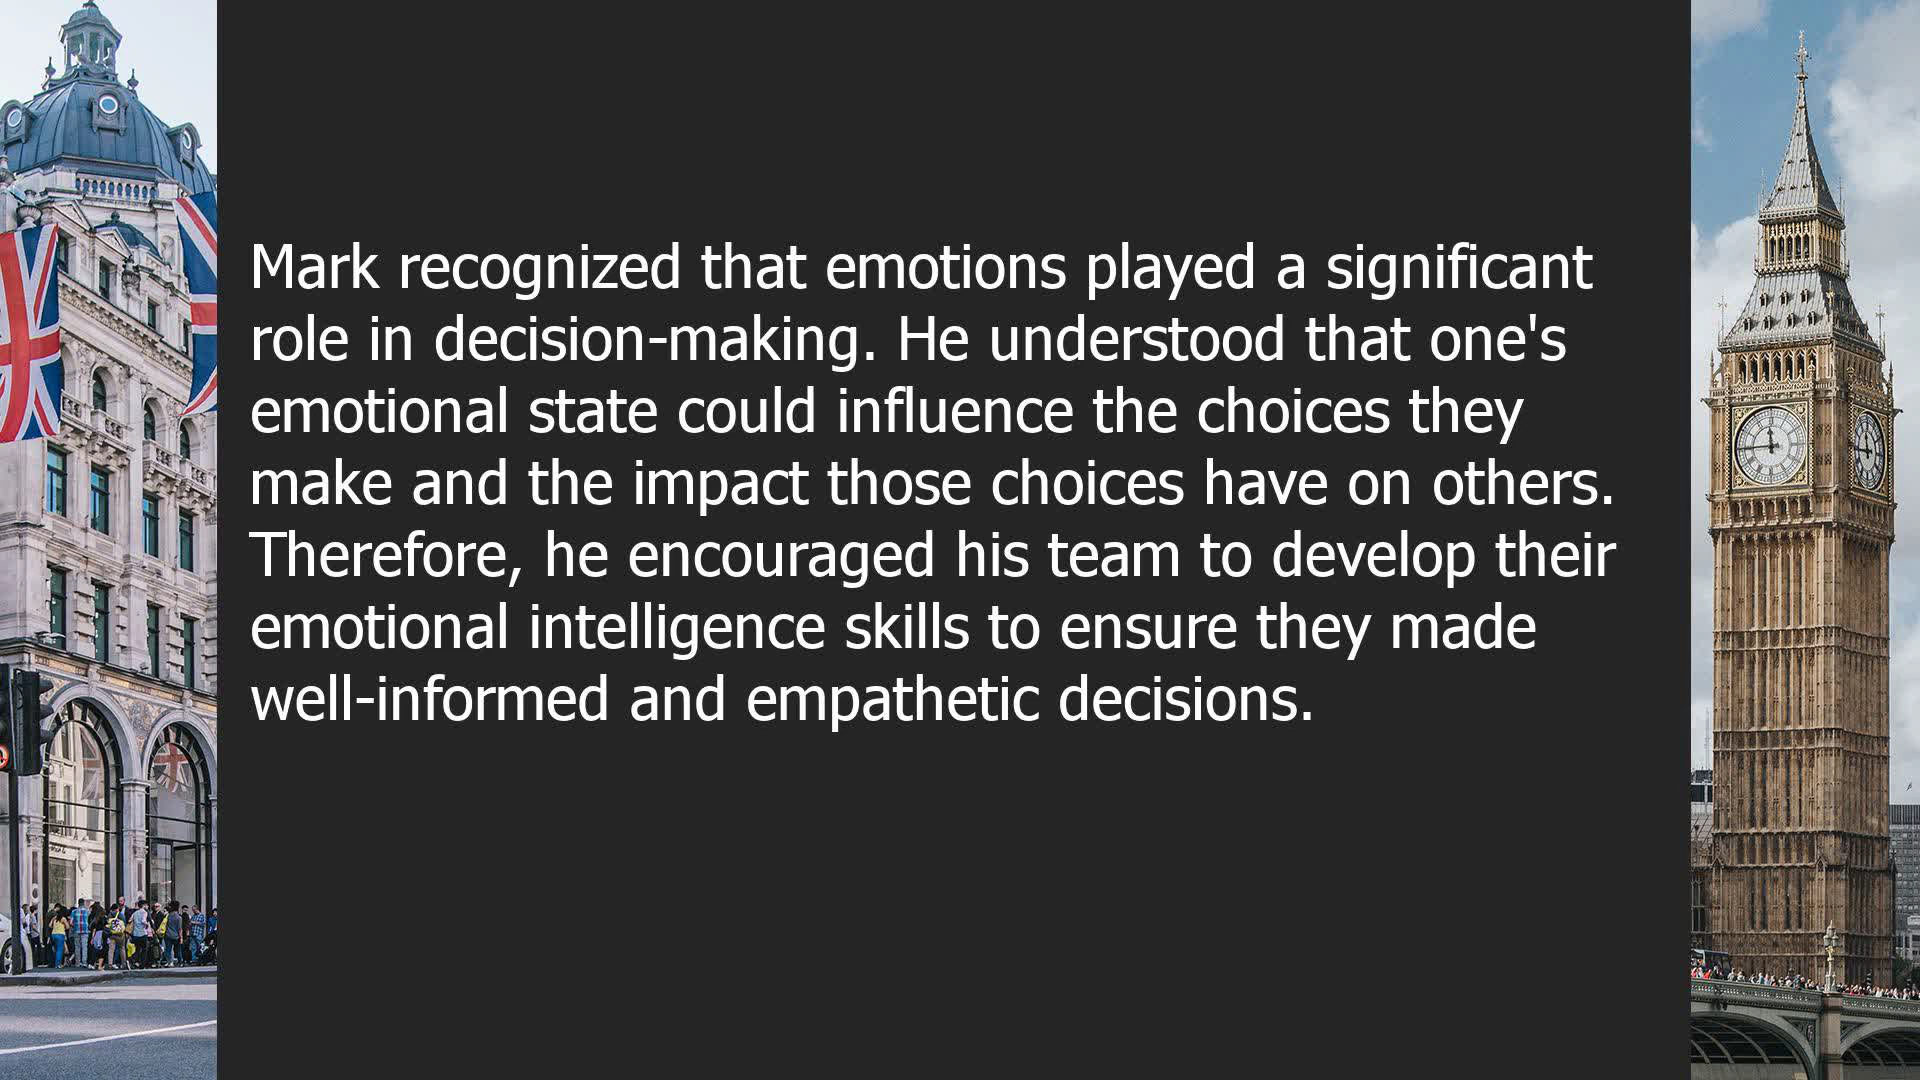 Mark recognized that emotions played a significant
role in decision-making. He understood that one's
emotional state could influence the choices they
make and the impact those choices have on others.
Therefore, he encouraged his team to develop their
emotional intelligence skills to ensure they made
well-informed and empathetic decisions.